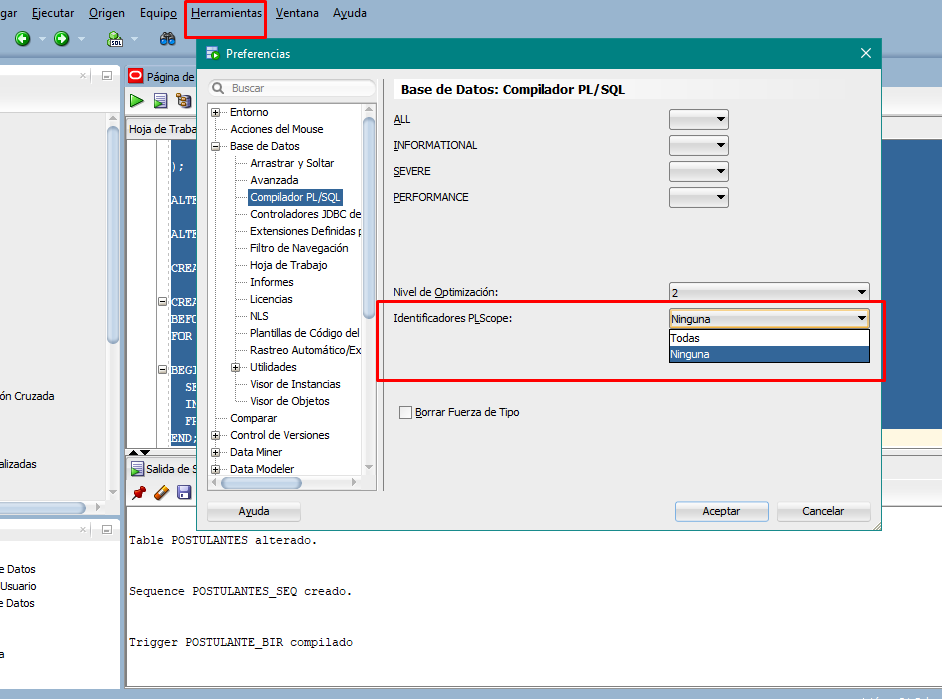 gar Ejecutar Origen Equipo Herramientas Ventana Ayuda
SQL
Página de
Hoja de Traba
);
ALTE
ALTE
CREA
CREA
BEFO
FOR
BEGI
SE
IN
FR
END;
Salida de S
Table POSTULANTES alterado.
Sequence POSTULANTES_SEQ creado.
Trigger POSTULANTE_BIR compilado
ón Cruzada
alizadas
e Datos
Usuario
e Datos
a
Preferencias
Buscar
Entorno
Acciones del Mouse
Base de Datos
Arrastrar y Soltar
Avanzada
Compilador PL/SQL
Controladores JDBC de
Extensiones Definidas p
Filtro de Navegación
Hoja de Trabajo
Informes
Licencias
NLS
Plantillas de Código del
Rastreo Automático/Ex
Utilidades
Visor de Instancias
Visor de Objetos
Comparar
Control de Versiones
Data Miner
Data Modeler
Base de Datos: Compilador PL/SQL
ALL
INFORMATIONAL
SEVERE
PERFORMANCE
Nivel de Optimización: 2
Identificadores PLScope: Ninguna
Todas
Ninguna
Borrar Fuerza de Tipo
Ayuda Aceptar Cancelar